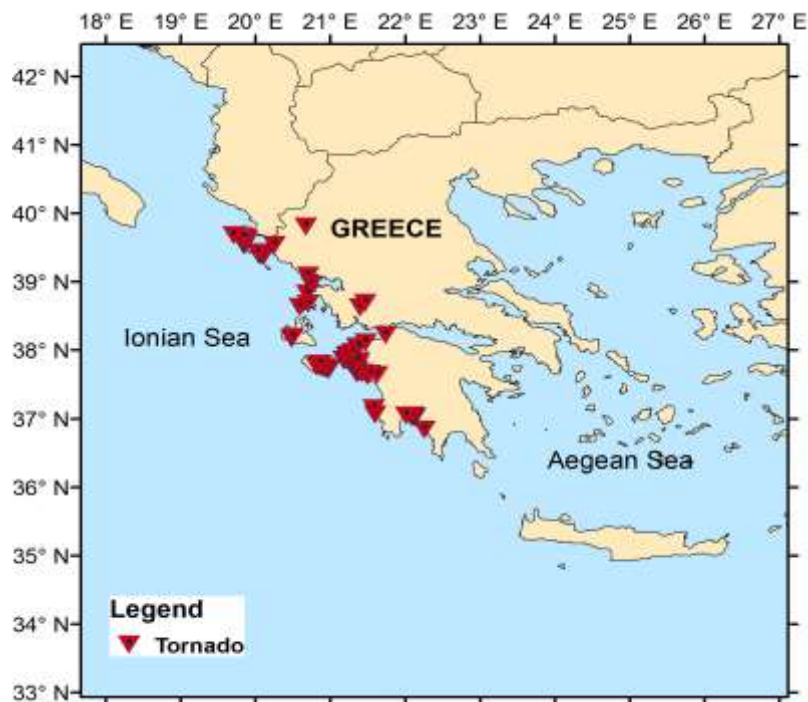 18° E 19° E 20° E 21° E 22° E 23° E 24° E 25° E 26° E 27° E
42° N
41° N
40° N
GREECE
39° N
Ionian Sea
38° N
37° N
Aegean Sea
36° N
35° N
34° N
33° N
Legend
Tornado